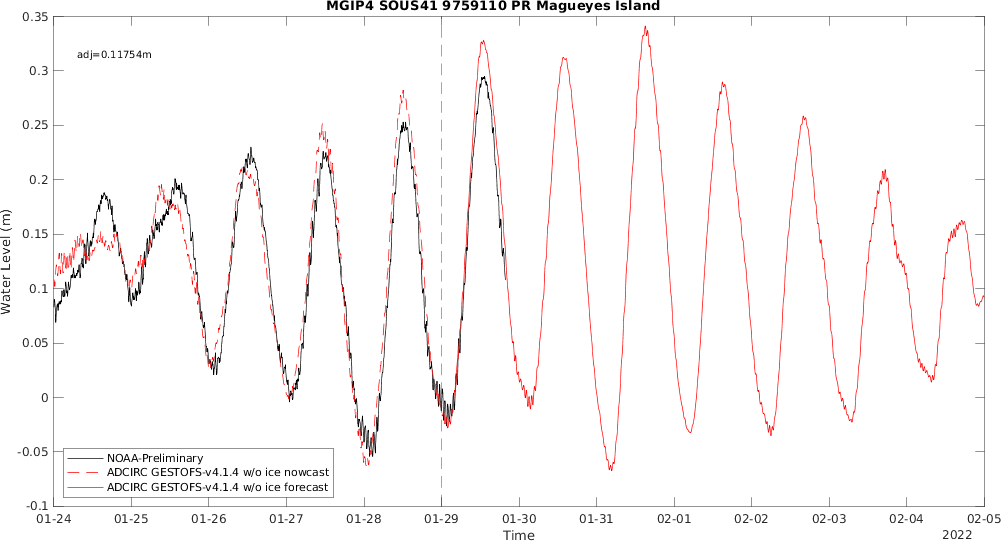 MGIP4 SOUS41 9759110 PR Magueyes Island
adj=0.11754m
0.35
0.3
0.25
0.2
0.15
0.1
0.05
0
-0.05
-0.1
Water Level (m)
NOAA-Preliminary
ADCIRC GESTOFS-v4.1.4 w/o ice nowcast
ADCIRC GESTOFS-v4.1.4 w/o ice forecast
01-24 01-25 01-26 01-27 01-28 01-29 01-30 01-31 02-01 02-02 02-03 02-04 02-05
Time
2022